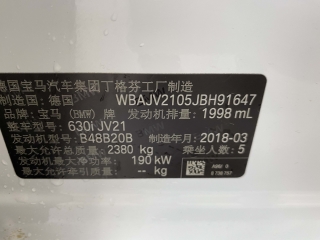 德国宝马汽车集团丁格芬工厂制造
制造国：德国 WBAJV2105JBH91647
品牌：宝马 (BMW) 发动机排量：1998 mL
整车型号：630i JV21
发动机型号：B48B20B 制造年月：2018-03
发动机最大净功率：190 kW 乘坐人数：5
最大允许总质量：2380 kg
-- kg